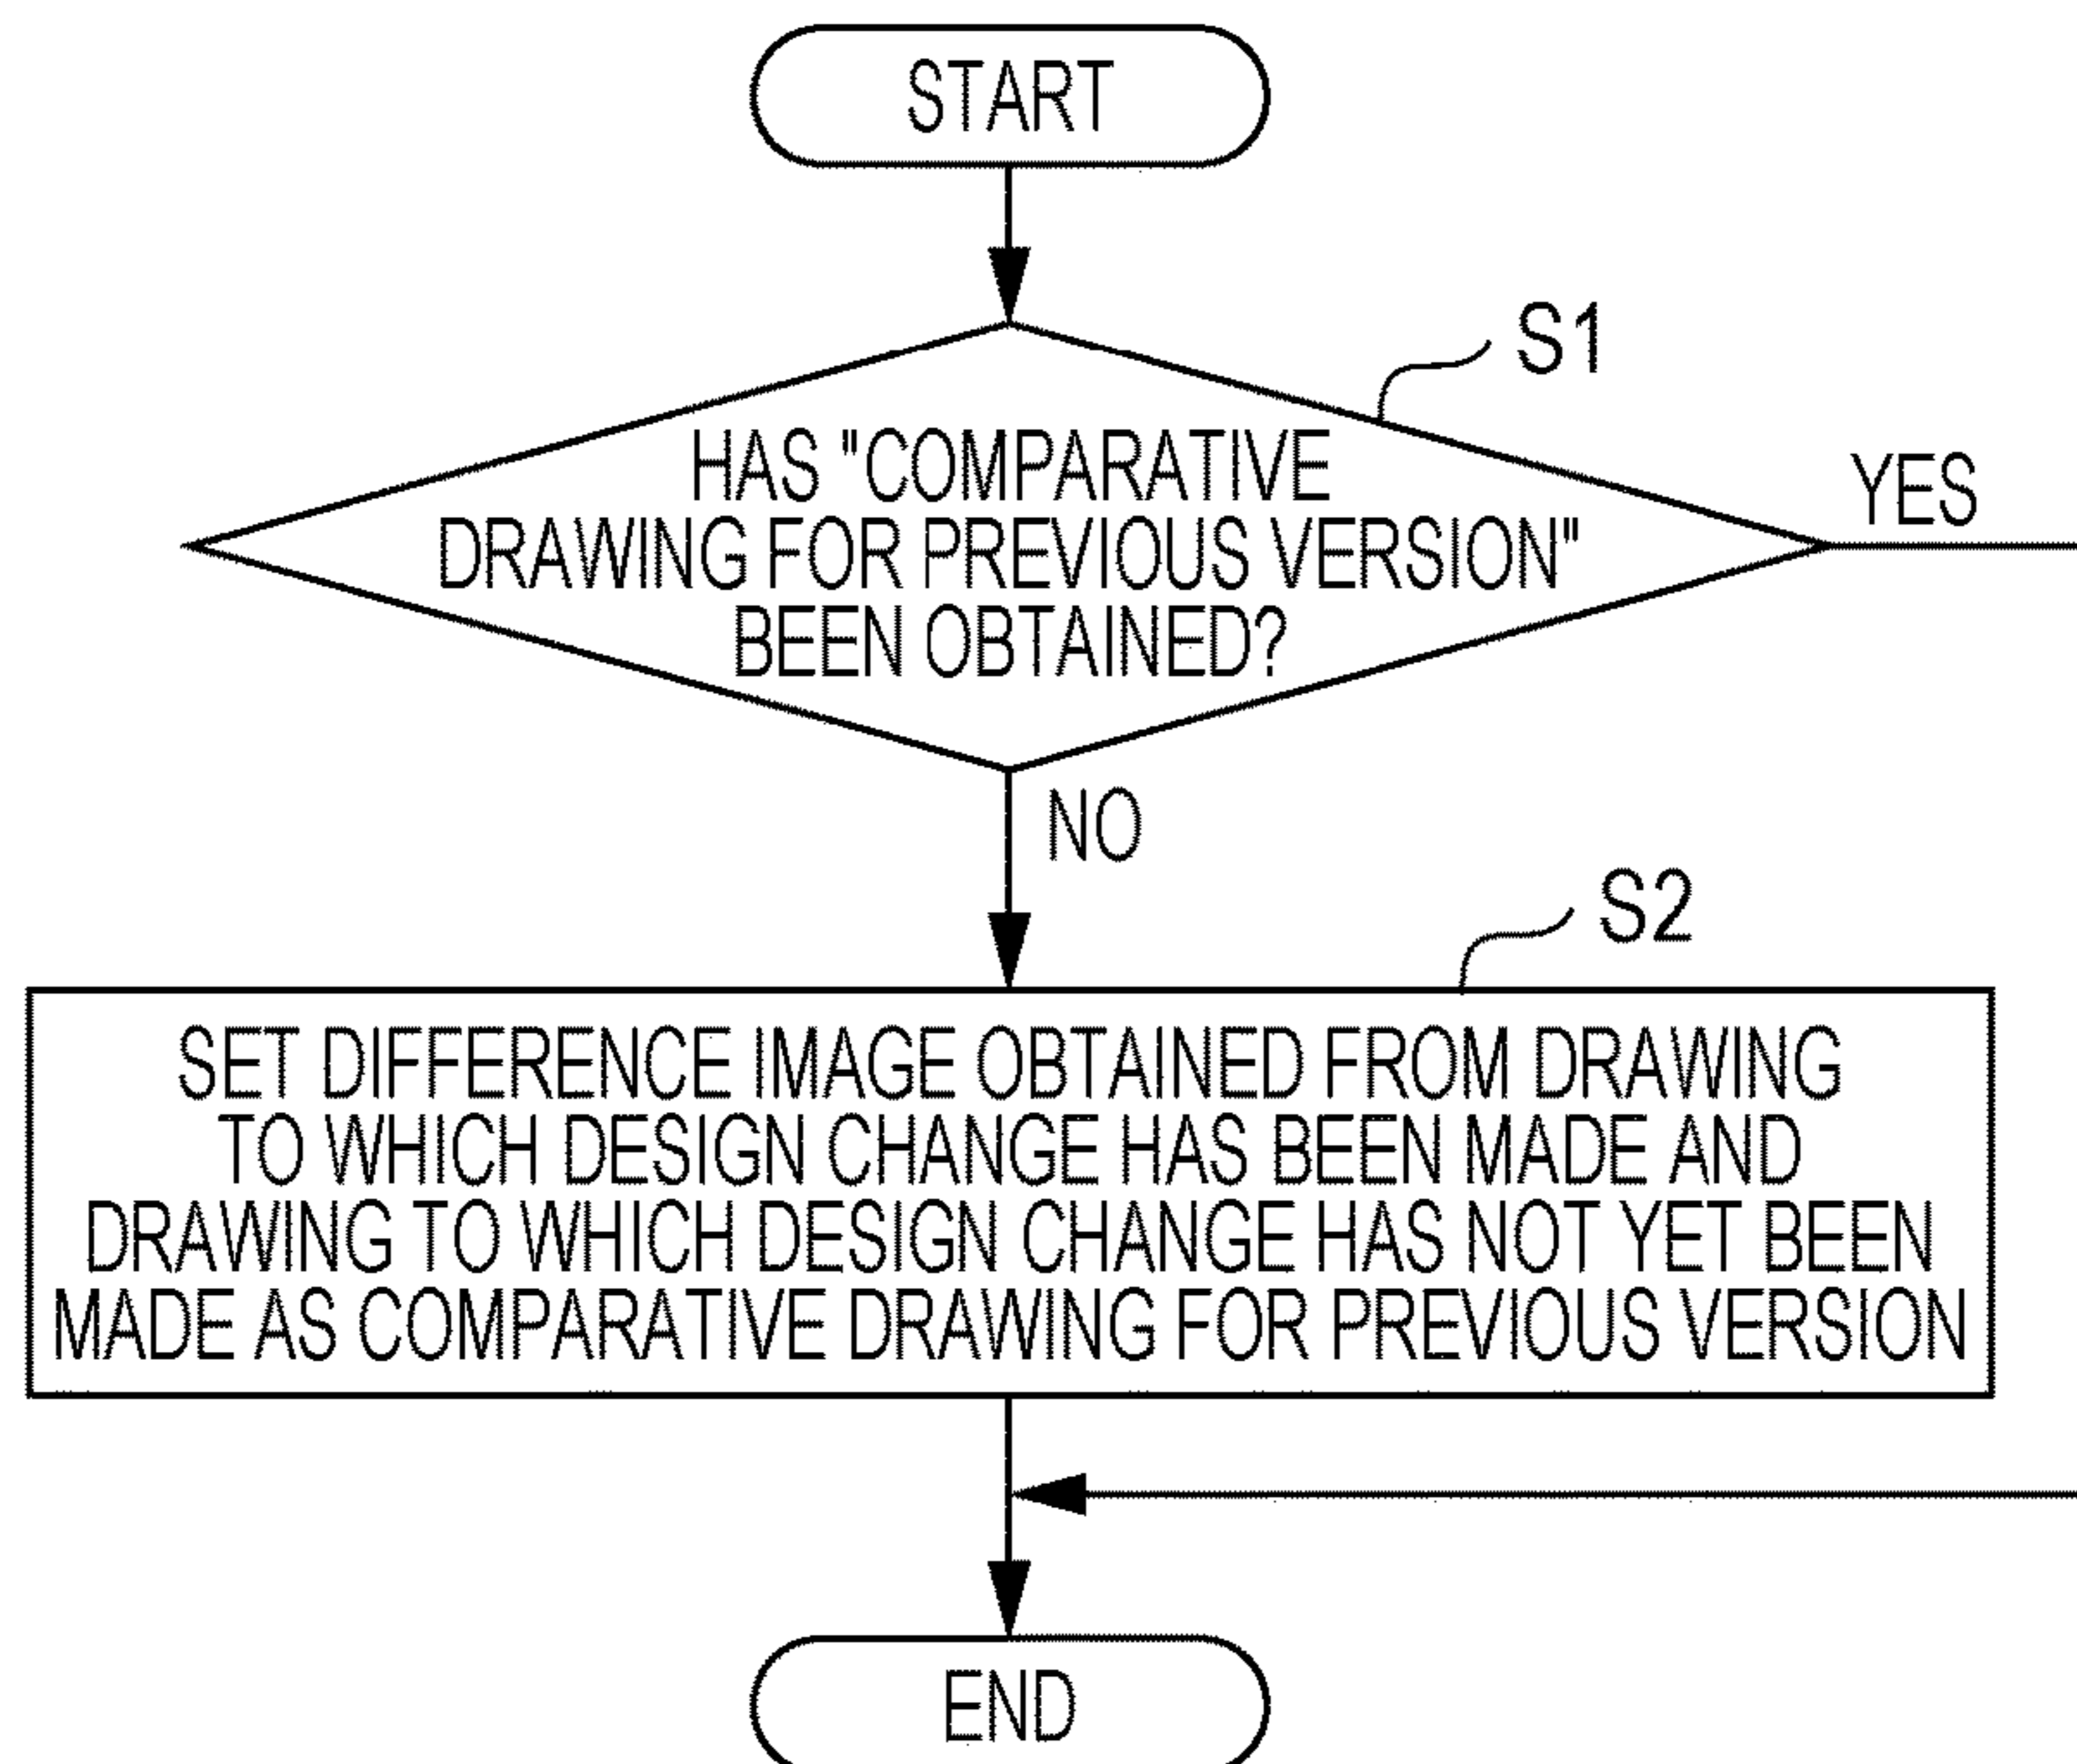 START
S1
HAS "COMPARATIVE
DRAWING FOR PREVIOUS VERSION"
BEEN OBTAINED?
YES
NO
S2
SET DIFFERENCE IMAGE OBTAINED FROM DRAWING
TO WHICH DESIGN CHANGE HAS BEEN MADE AND
DRAWING TO WHICH DESIGN CHANGE HAS NOT YET BEEN
MADE AS COMPARATIVE DRAWING FOR PREVIOUS VERSION
END